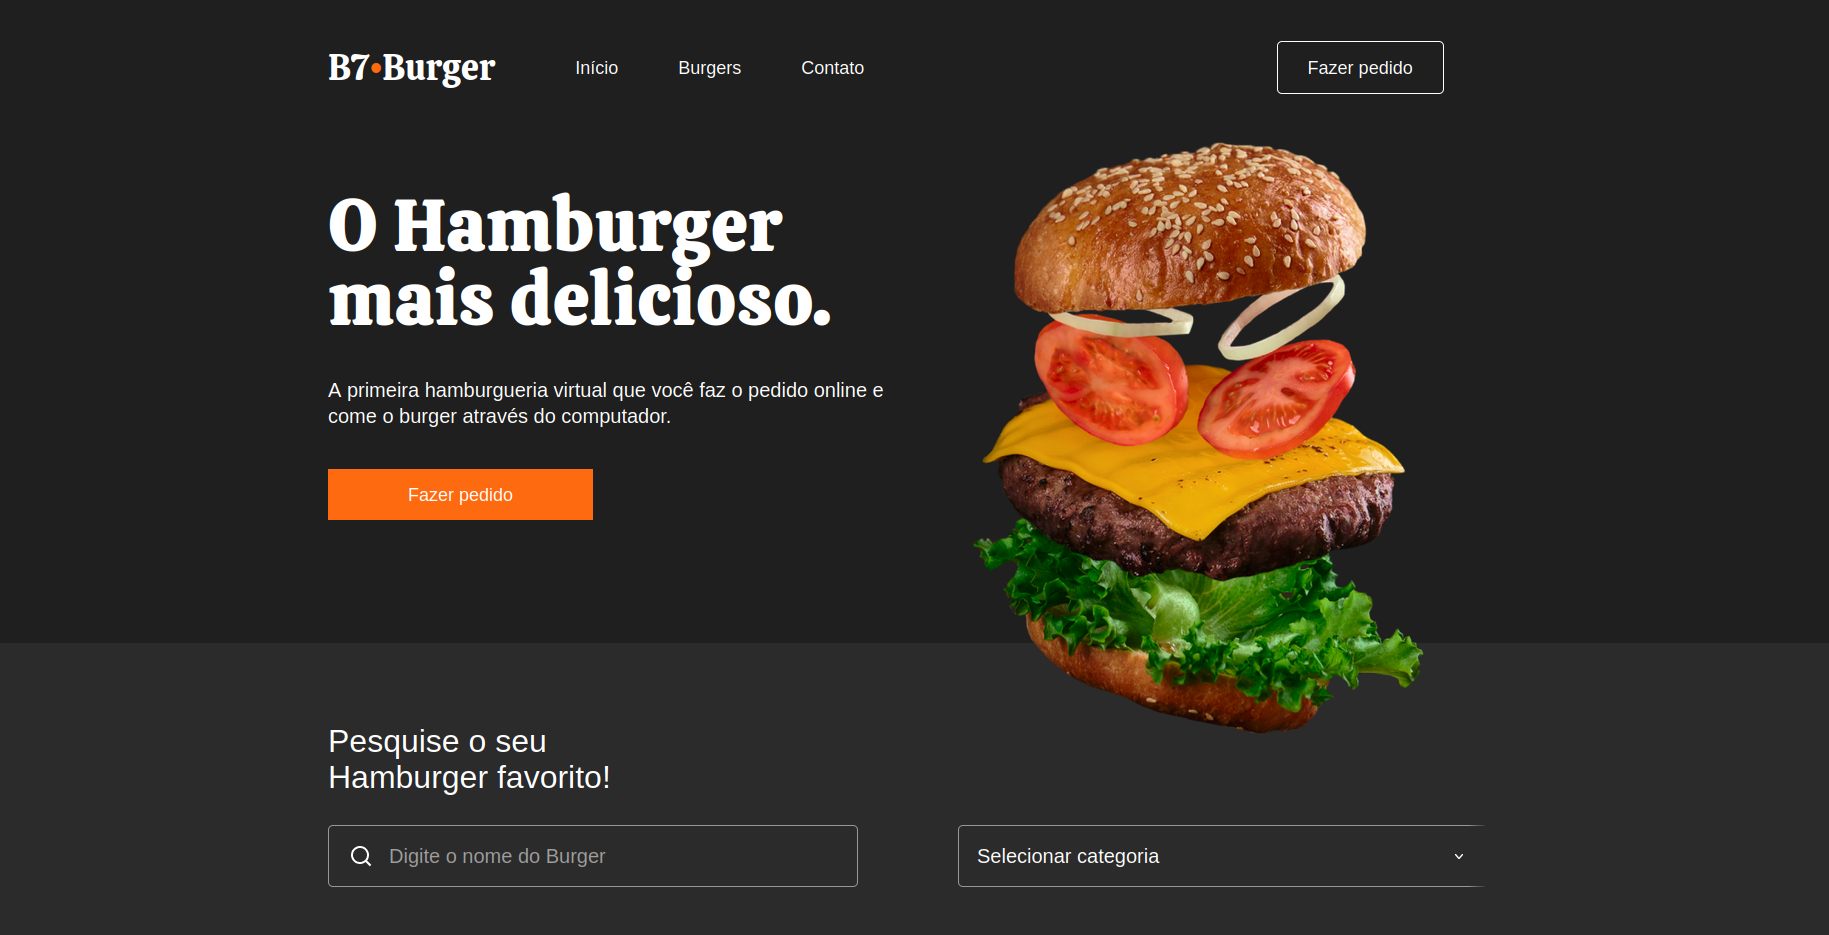 B7•Burger
Início
Burgers
Contato
Fazer pedido
O Hamburger
mais delicioso.
A primeira hamburgueria virtual que você faz o pedido online e
come o burger através do computador.
Fazer pedido
Pesquise o seu
Hamburger favorito!
Digite o nome do Burger
Selecionar categoria